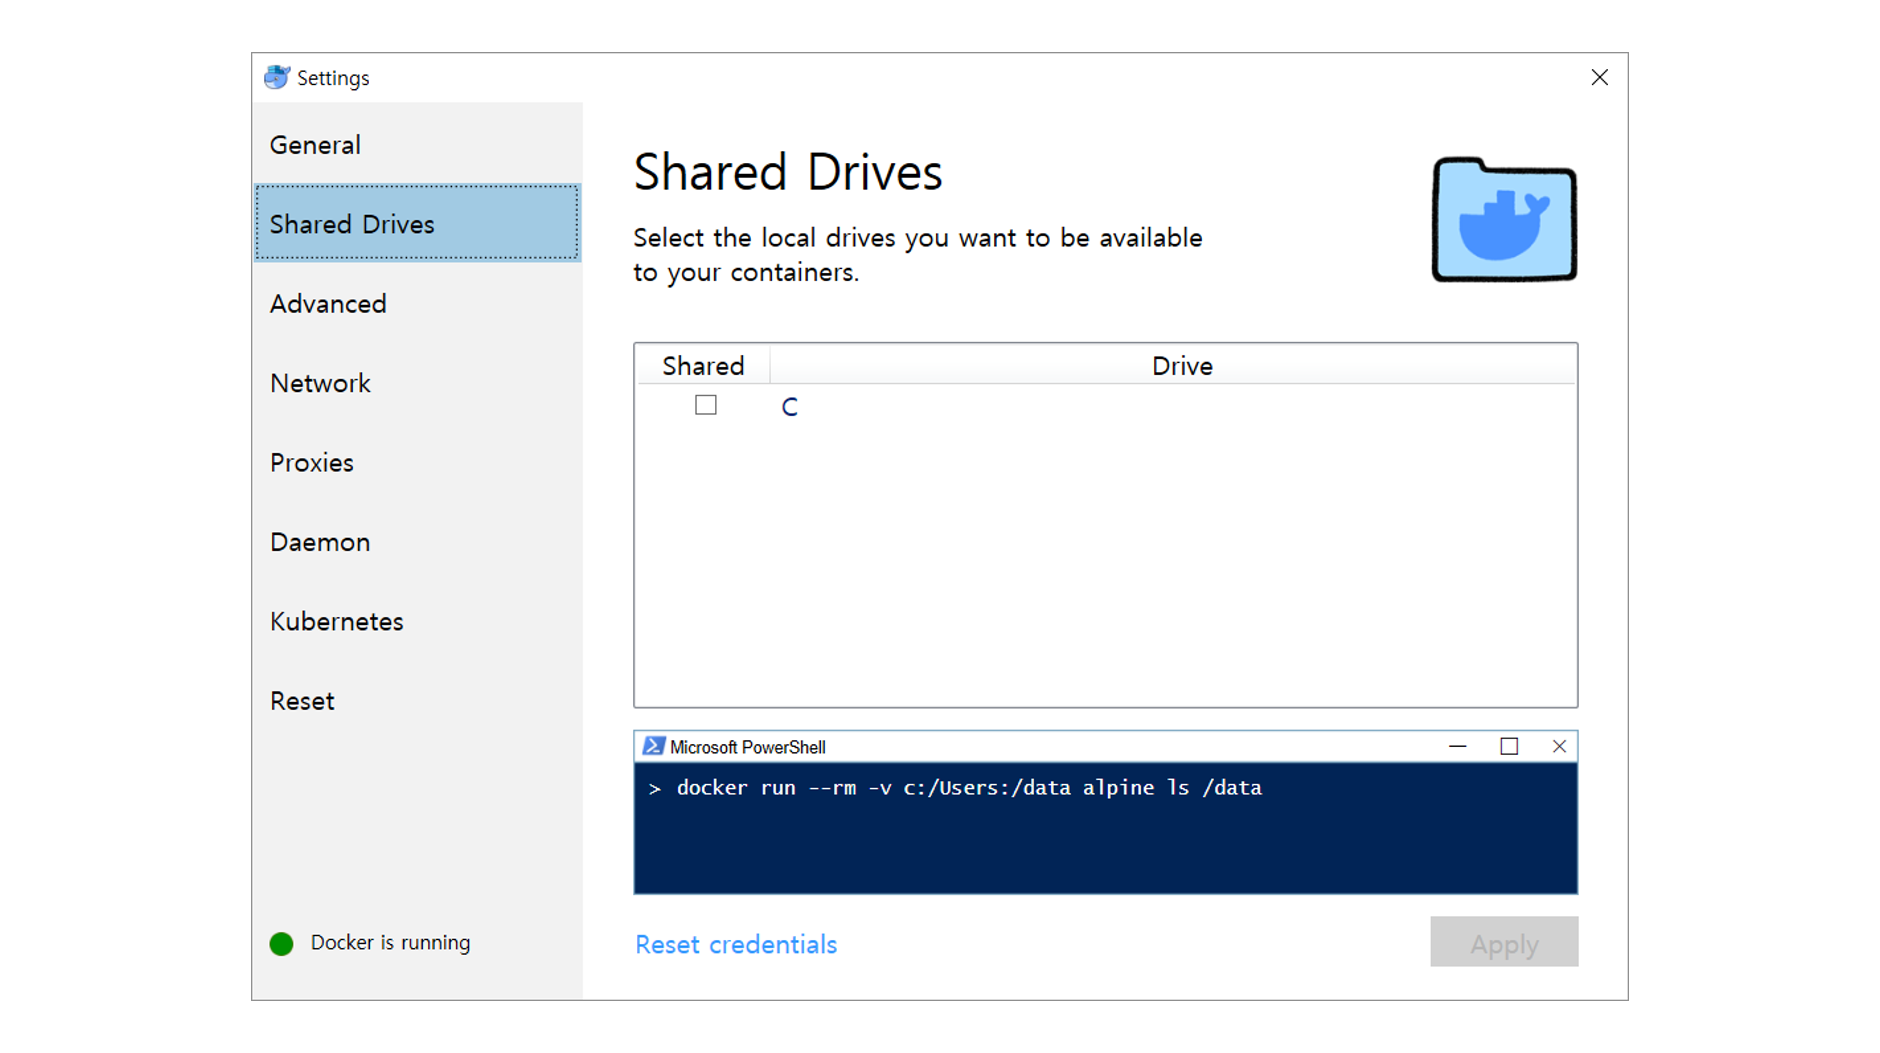 Settings
General
Shared Drives
Advanced
Network
Proxies
Daemon
Kubernetes
Reset
Docker is running
Shared Drives
Select the local drives you want to be available
to your containers.
Shared Drive
C
Microsoft PowerShell
> docker run --rm -v c:/Users:/data alpine ls /data
Reset credentials
Apply